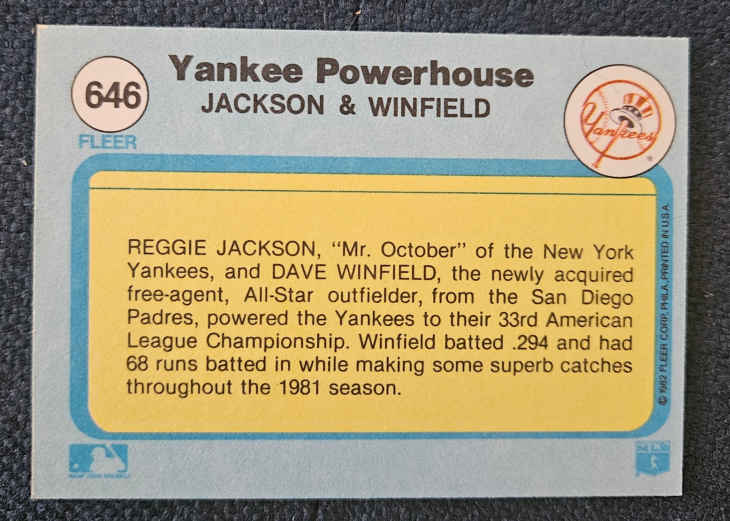 646
Yankee Powerhouse
JACKSON & WINFIELD
FLEER
Yankees
REGGIE JACKSON, "Mr. October" of the New York
Yankees, and DAVE WINFIELD, the newly acquired
free-agent, All-Star outfielder, from the San Diego
Padres, powered the Yankees to their 33rd American
League Championship. Winfield batted .294 and had
68 runs batted in while making some superb catches
throughout the 1981 season.
© 1982 FLEER CORP. PHILA. PRINTED IN U.S.A.